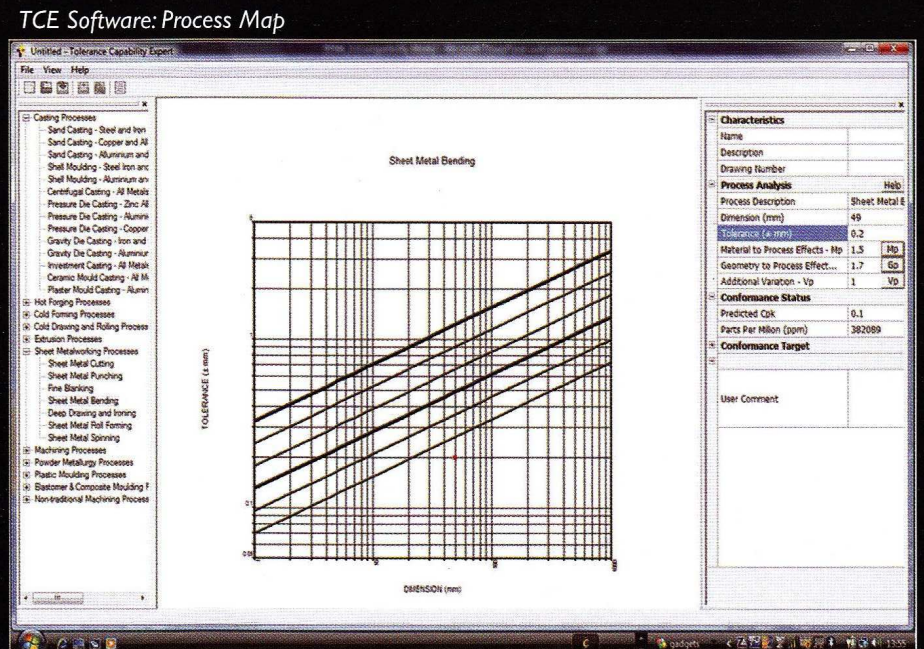 TCE Software: Process Map
Untitled - Tolerance Capability Expert
File View Help
Casting Processes
Sand Casting - Steel and Iron
Sand Casting - Copper and All
Sand Casting - Aluminium and
Shell Moulding - Steel Iron and
Shell Moulding - Aluminium and
Centrifugal Casting - All Metals
Pressure Die Casting - Zinc All
Pressure Die Casting - Alumini
Pressure Die Casting - Copper
Gravity Die Casting - Iron and
Gravity Die Casting - Aluminiur
Investment Casting - All Metals
Ceramic Mould Casting - All M
Plaster Mould Casting - Alumin
Hot Forging Processes
Cold Forming Processes
Cold Drawing and Rolling Process
Extrusion Processes
Sheet Metalworking Processes
Sheet Metal Cutting
Sheet Metal Punching
Fine Blanking
Sheet Metal Bending
Deep Drawing and Ironing
Sheet Metal Roll Forming
Sheet Metal Spinning
Machining Processes
Powder Metallurgy Processes
Plastic Moulding Processes
Elastomer & Composite Moulding P
Non-traditional Machining Process
Sheet Metal Bending
TOLERANCE (± mm)
DIMENSION (mm)
Characteristics
Name
Description
Drawing Number
Process Analysis Help
Process Description Sheet Metal B
Dimension (mm) 49
Tolerance (± mm) 0.2
Material to Process Effects - Mp 1.5 Mp
Geometry to Process Effect... 1.7 Gp
Additional Variation - Vp 1 Vp
Conformance Status
Predicted Cpk 0.1
Parts Per Million (ppm) 382089
Conformance Target
User Comment
gadgets
13:55